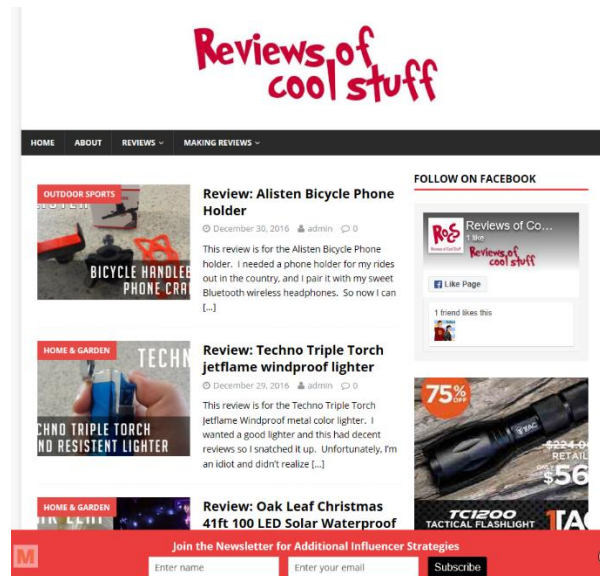 Reviews of
cool stuff
HOME ABOUT REVIEWS MAKING REVIEWS
OUTDOOR SPORTS
BICYCLE HANDLE
PHONE CRA
Review: Alisten Bicycle Phone
Holder
December 30, 2016 admin 0
This review is for the Alisten Bicycle Phone
holder. I needed a phone holder for my rides
out in the country, and I pair it with my sweet
Bluetooth wireless headphones. So now I can
[...]
HOME & GARDEN
TECHN
CHNO TRIPLE TORCH
ND RESISTENT LIGHTER
Review: Techno Triple Torch
jetflame windproof lighter
December 29, 2016 admin 0
This review is for the Techno Triple Torch
Jetflame Windproof metal color lighter. I
wanted a good lighter and this had decent
reviews so I snatched it up. Unfortunately, I'm
an idiot and didn't realize [...]
HOME & GARDEN
Review: Oak Leaf Christmas
41ft 100 LED Solar Waterproof
FOLLOW ON FACEBOOK
RoCS
Reviews of Co...
1 like
Reviews of
cool stuff
Like Page
1 friend likes this
75%
OFF
$224.0
RETAIL
ONLY
$56
TC1200
TACTICAL FLASHLIGHT
1TAC
Join the Newsletter for Additional Influencer Strategies
M
Enter name Enter your email Subscribe